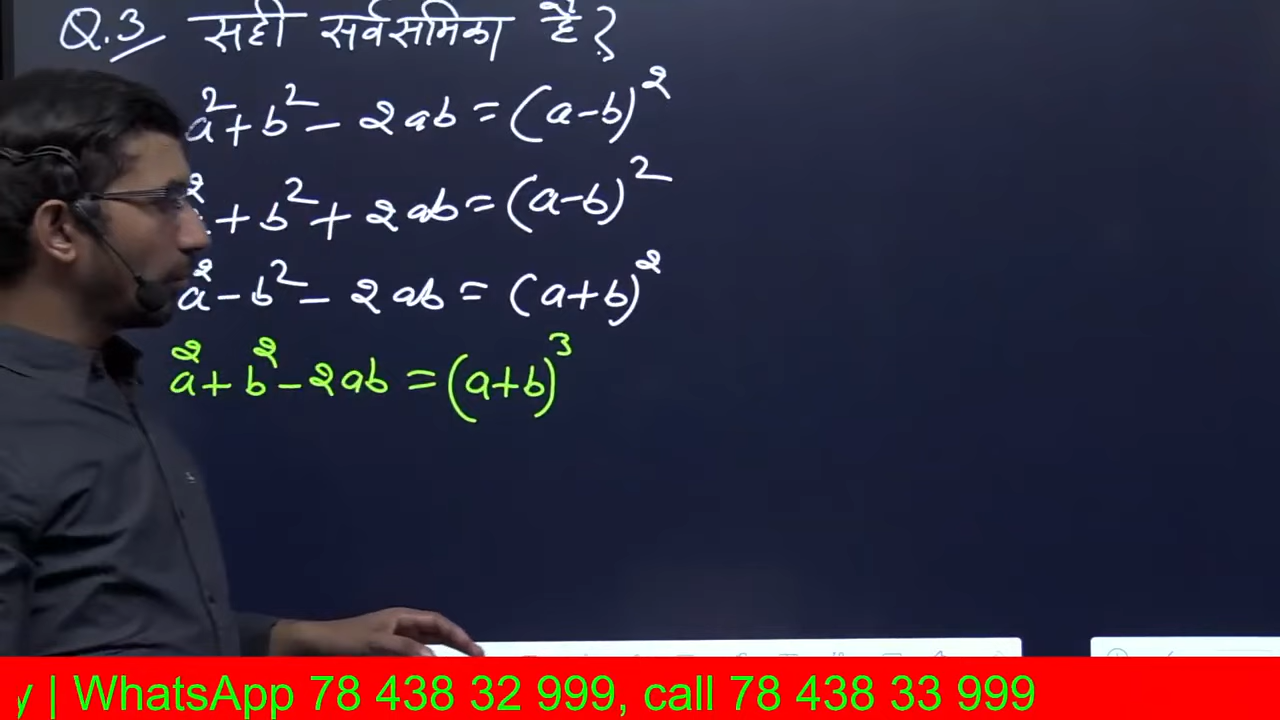 Q.3 सही सर्वसमिका है?
a²+b²-2ab=(a-b)²
²+b²+2ab=(a-b)²
a²-b²-2ab=(a+b)²
a²+b²-2ab=(a+b)³
y | WhatsApp 78 438 32 999, call 78 438 33 999